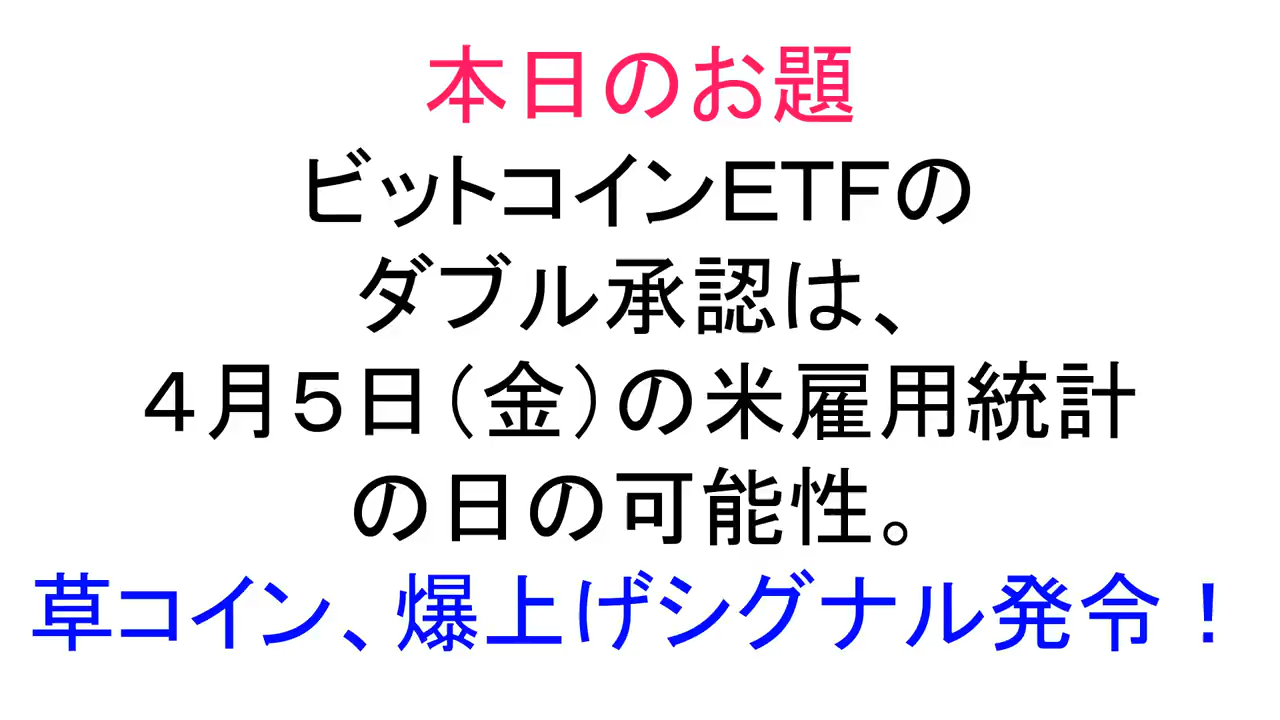 本日のお題
ビットコインＥＴＦの
ダブル承認は、
４月５日（金）の米雇用統計
の日の可能性。
草コイン、爆上げシグナル発令！